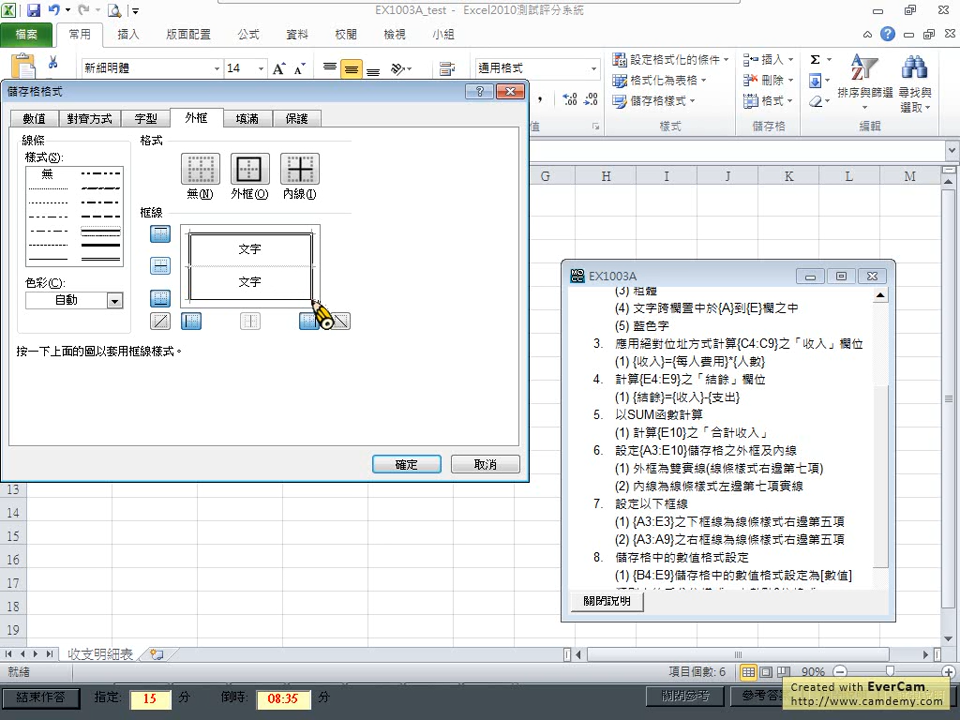 EX1003A_test - Excel2010測試評分系統
檔案 常用 插入 版面配置 公式 資料 校閱 檢視 小組
新細明體 14 通用格式
設定格式化的條件
格式化為表格
儲存格樣式
樣式
插入
刪除
格式
儲存格
排序與篩選
尋找與
選取
編輯
值
儲存格格式
數值 對齊方式 字型 外框 填滿 保護
線條
樣式(S):
無
格式
無(N) 外框(O) 內線(I)
框線
文字
文字
色彩(C):
自動
按一下上面的圖以套用框線樣式。
確定 取消
G H I J K L M
13
14
15
16
17
18
19
EX1003A
(3) 粗體
(4) 文字跨欄置中於{A}到{E}欄之中
(5) 藍色字
3. 應用絕對位址方式計算{C4:C9}之「收入」欄位
(1) {收入}={每人費用}*{人數}
4. 計算{E4:E9}之「結餘」欄位
(1) {結餘}={收入}-{支出}
5. 以SUM函數計算
(1) 計算{E10}之「合計收入」
6. 設定{A3:E10}儲存格之外框及內線
(1) 外框為雙實線(線條樣式右邊第七項)
(2) 內線為線條樣式左邊第七項實線
7. 設定以下框線
(1) {A3:E3}之下框線為線條樣式右邊第五項
(2) {A3:A9}之右框線為線條樣式右邊第五項
8. 儲存格中的數值格式設定
(1) {B4:E9}儲存格中的數值格式設定為[數值]
關閉說明
收支明細表
就緒 項目個數: 6 90%
結束作答 指定: 15 分 倒時: 08:35 分 關閉參考
Created with EverCam.
http://www.camdemy.com